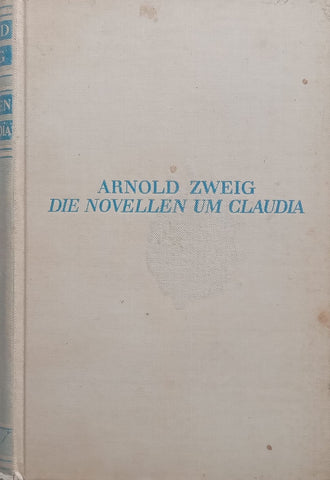 ARNOLD ZWEIG
DIE NOVELLEN UM CLAUDIA